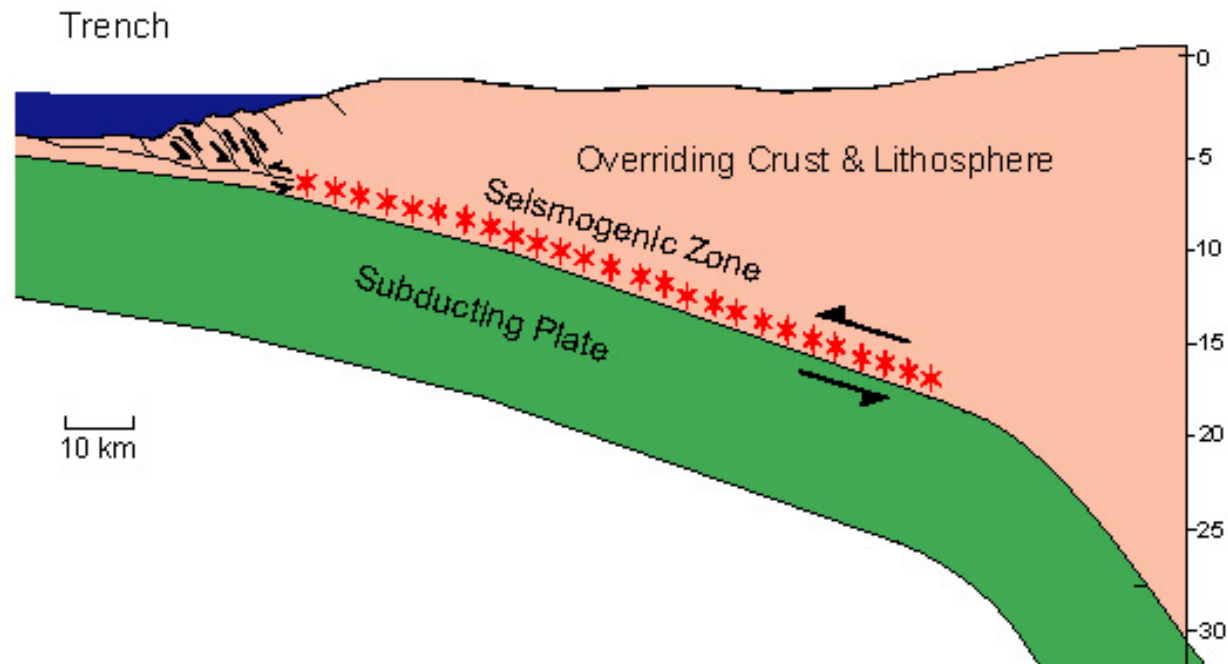 Trench
0
Overriding Crust & Lithosphere
5
Seismogenic Zone
10
Subducting Plate
15
10 km
20
25
30